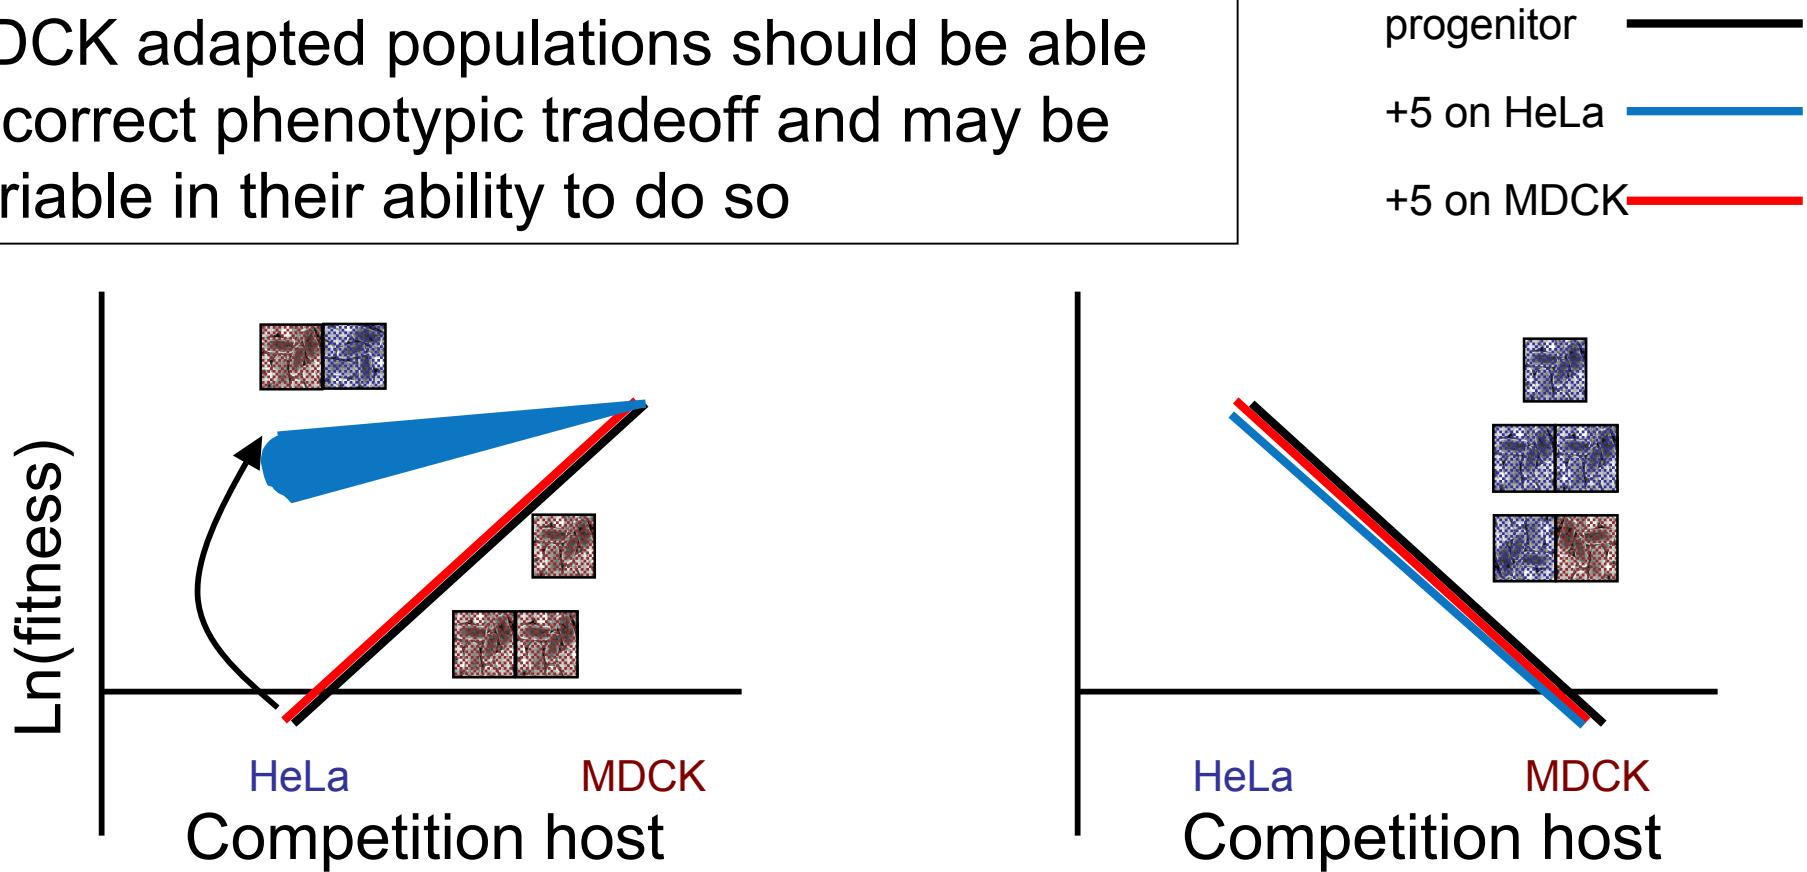 DCK adapted populations should be able
correct phenotypic tradeoff and may be
riable in their ability to do so
progenitor
+5 on HeLa
+5 on MDCK
Ln(fitness)
HeLa MDCK
Competition host
HeLa MDCK
Competition host